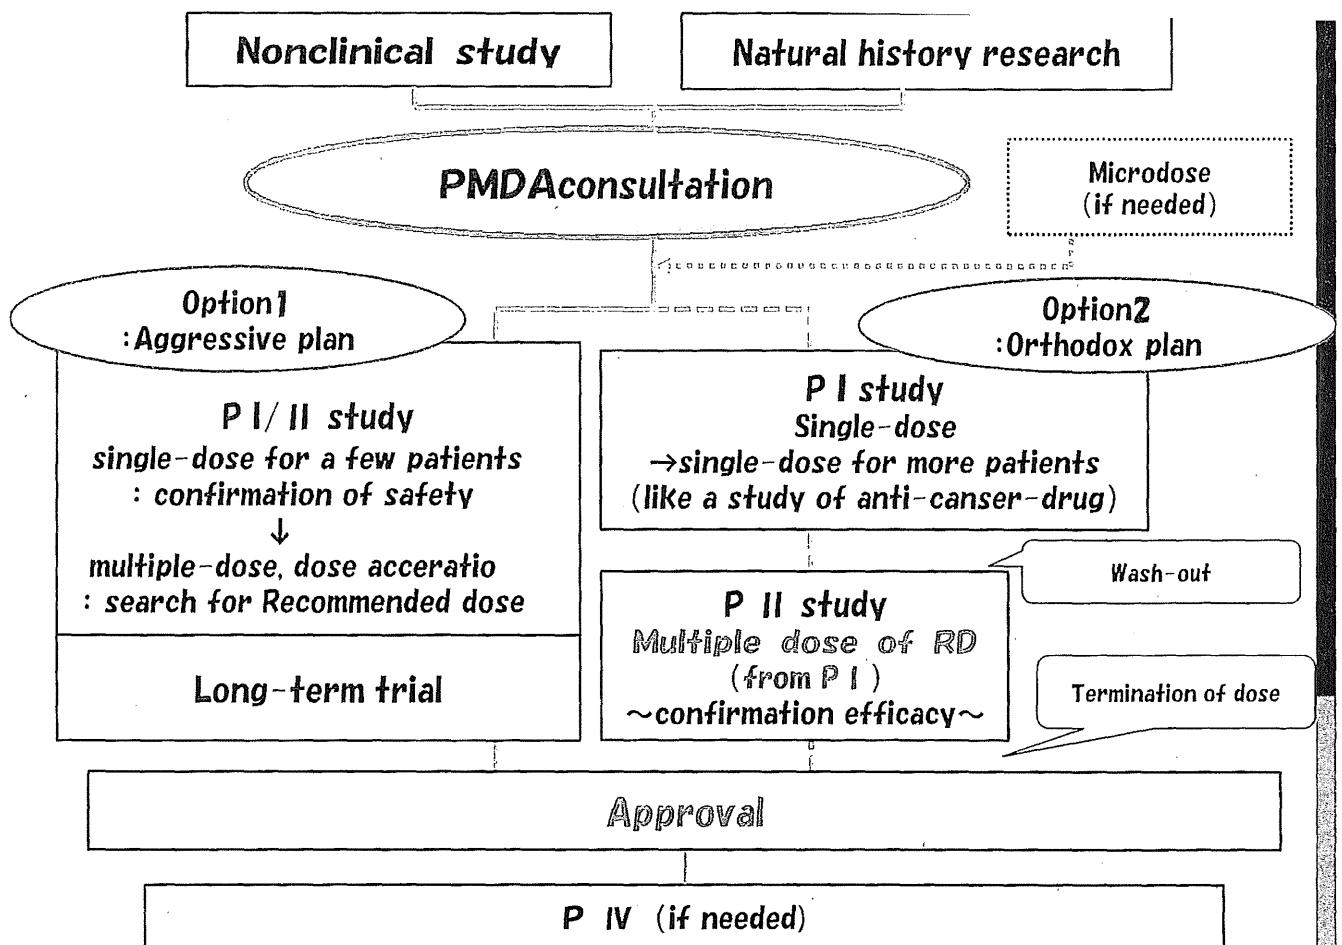 Nonclinical study
Natural history research
PMDAconsultation
Microdose
(if needed)
Option1
:Aggressive plan
Option2
:Orthodox plan
P I/II study
single-dose for a few patients
: confirmation of safety
↓
multiple-dose, dose acceratio
: search for Recommended dose
Long-term trial
P I study
Single-dose
→single-dose for more patients
(like a study of anti-canser-drug)
Wash-out
P II study
Multiple dose of RD
(from P I)
~confirmation efficacy~
Termination of dose
Approval
P IV (if needed)